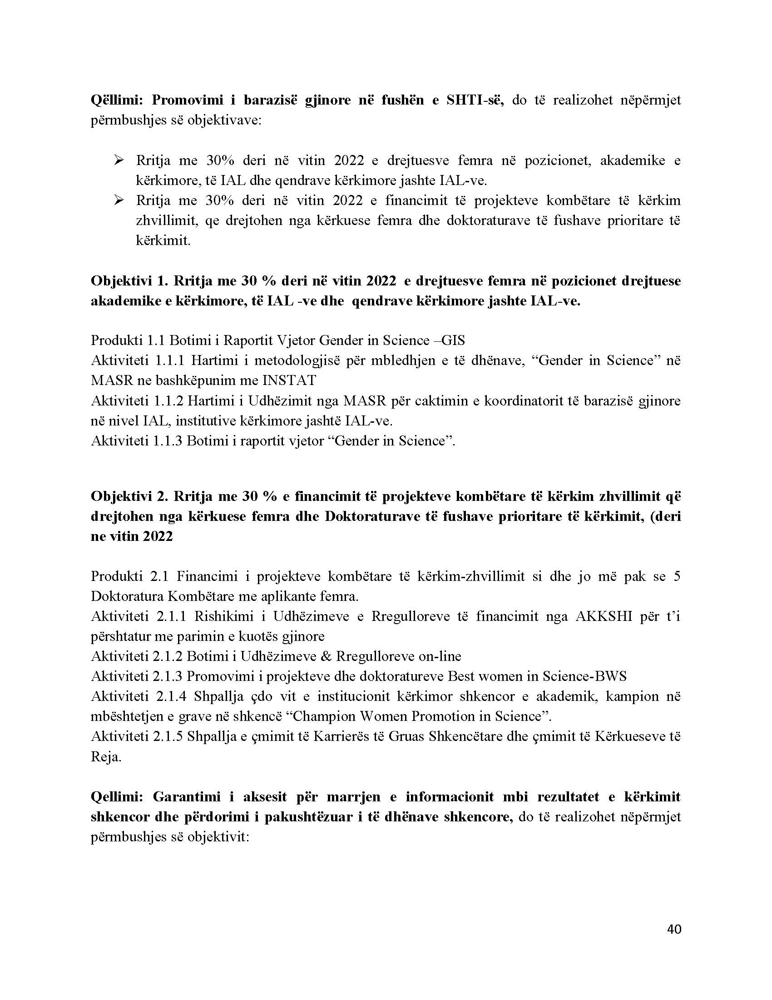 Qëllimi: Promovimi i barazisë gjinore në fushën e SHTI-së, do të realizohet nëpërmjet
përmbushjes së objektivave:
➢ Rritja me 30% deri në vitin 2022 e drejtuesve femra në pozicionet, akademike e
kërkimore, të IAL dhe qendrave kërkimore jashte IAL-ve.
➢ Rritja me 30% deri në vitin 2022 e financimit të projekteve kombëtare të kërkim
zhvillimit, qe drejtohen nga kërkuese femra dhe doktoraturave të fushave prioritare të
kërkimit.
Objektivi 1. Rritja me 30 % deri në vitin 2022 e drejtuesve femra në pozicionet drejtuese
akademike e kërkimore, të IAL -ve dhe qendrave kërkimore jashte IAL-ve.
Produkti 1.1 Botimi i Raportit Vjetor Gender in Science –GIS
Aktiviteti 1.1.1 Hartimi i metodologjisë për mbledhjen e të dhënave, “Gender in Science” në
MASR ne bashkëpunim me INSTAT
Aktiviteti 1.1.2 Hartimi i Udhëzimit nga MASR për caktimin e koordinatorit të barazisë gjinore
në nivel IAL, institutive kërkimore jashtë IAL-ve.
Aktiviteti 1.1.3 Botimi i raportit vjetor “Gender in Science”.
Objektivi 2. Rritja me 30 % e financimit të projekteve kombëtare të kërkim zhvillimit që
drejtohen nga kërkuese femra dhe Doktoraturave të fushave prioritare të kërkimit, (deri
ne vitin 2022
Produkti 2.1 Financimi i projekteve kombëtare të kërkim-zhvillimit si dhe jo më pak se 5
Doktoratura Kombëtare me aplikante femra.
Aktiviteti 2.1.1 Rishikimi i Udhëzimeve e Rregulloreve të financimit nga AKKSHI për t’i
përshtatur me parimin e kuotës gjinore
Aktiviteti 2.1.2 Botimi i Udhëzimeve & Rregulloreve on-line
Aktiviteti 2.1.3 Promovimi i projekteve dhe doktoratureve Best women in Science-BWS
Aktiviteti 2.1.4 Shpallja çdo vit e institucionit kërkimor shkencor e akademik, kampion në
mbështetjen e grave në shkencë “Champion Women Promotion in Science”.
Aktiviteti 2.1.5 Shpallja e çmimit të Karrierës të Gruas Shkencëtare dhe çmimit të Kërkueseve të
Reja.
Qellimi: Garantimi i aksesit për marrjen e informacionit mbi rezultatet e kërkimit
shkencor dhe përdorimi i pakushtëzuar i të dhënave shkencore, do të realizohet nëpërmjet
përmbushjes së objektivit:
40